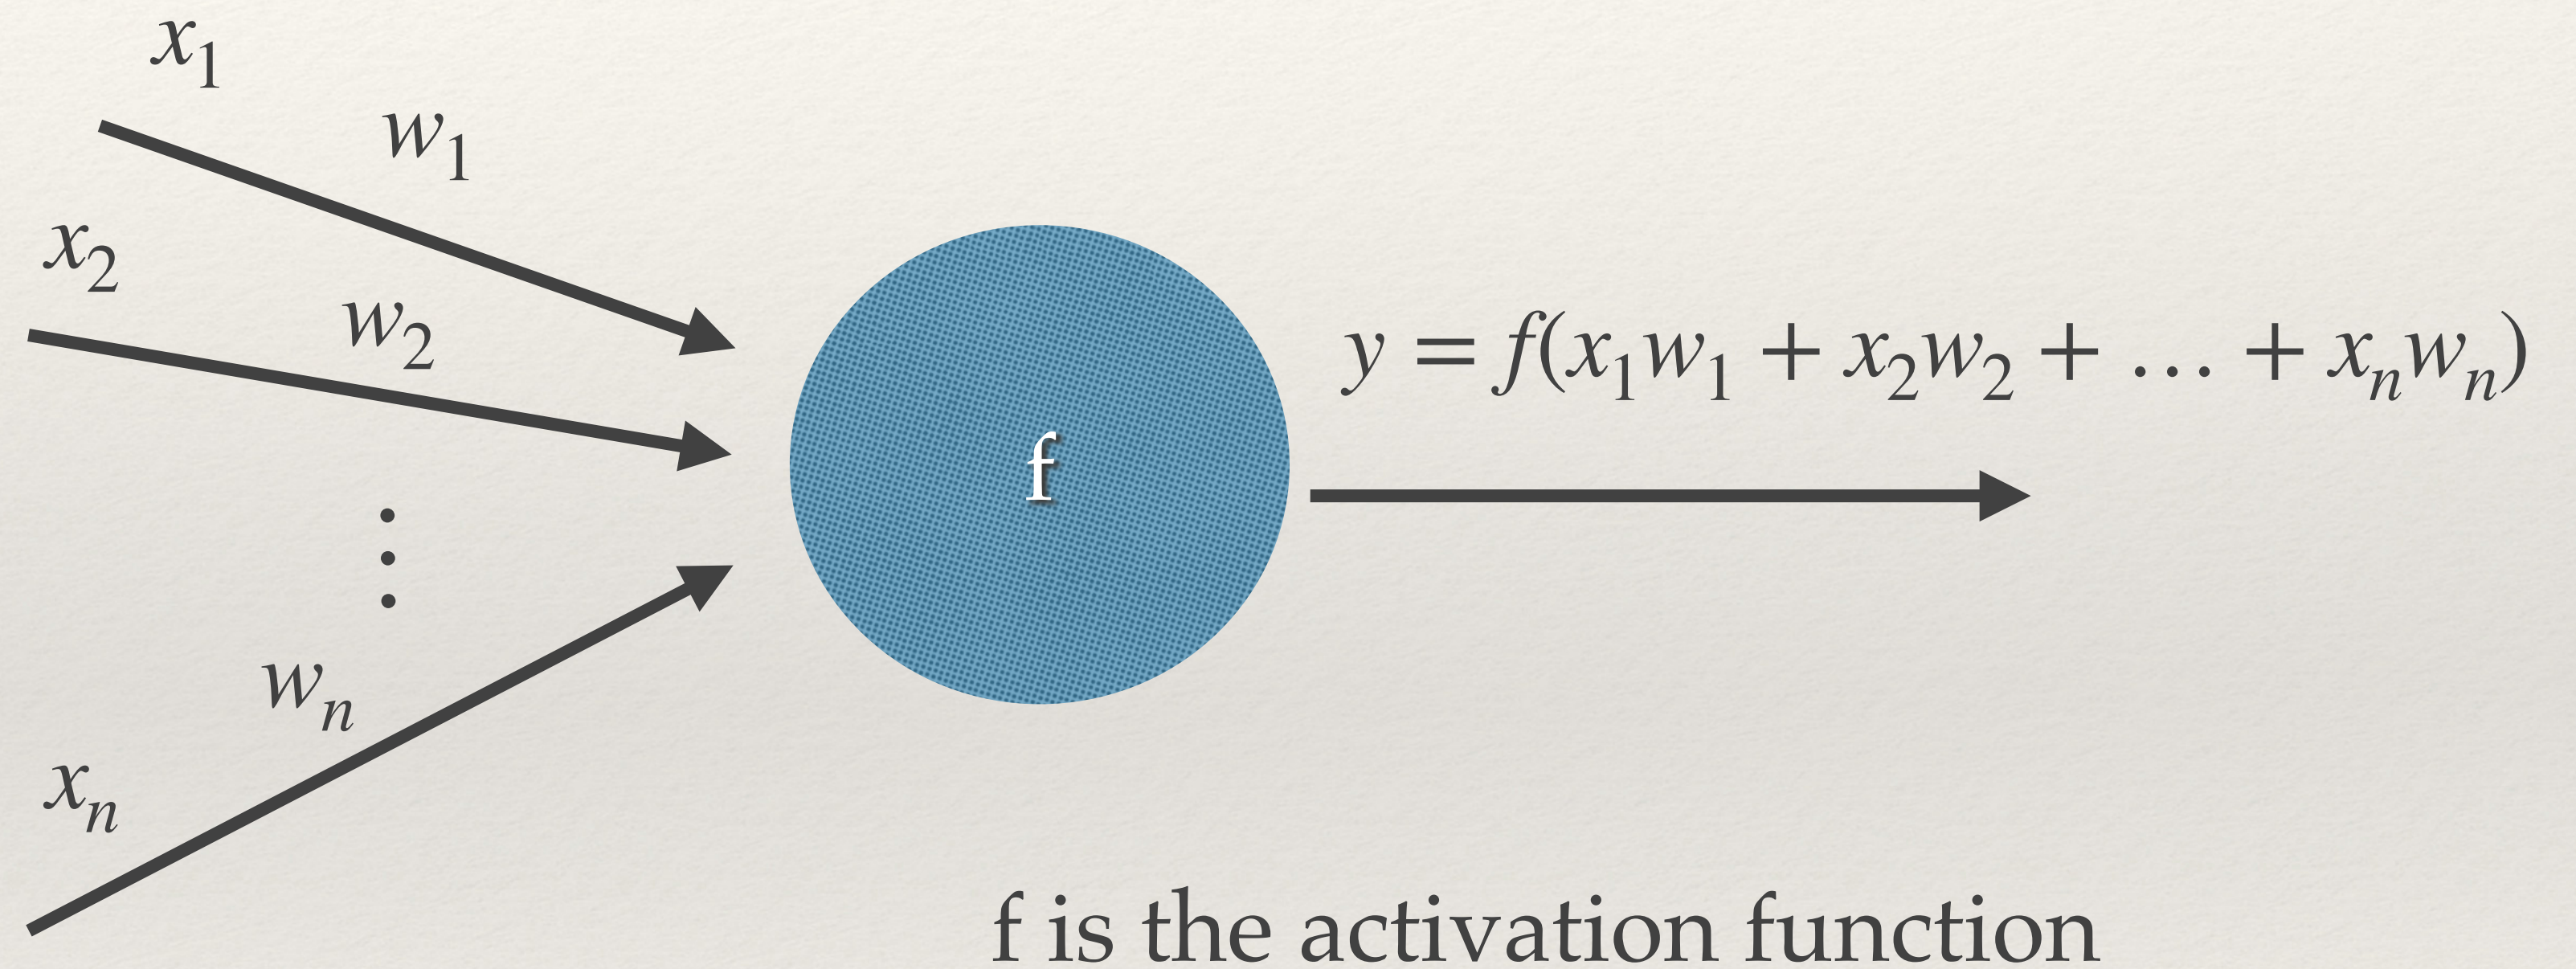 x₁
w₁
x₂
w₂
y = f(x₁w₁ + x₂w₂ + … + xₙwₙ)
f
⋮
wₙ
xₙ
f is the activation function